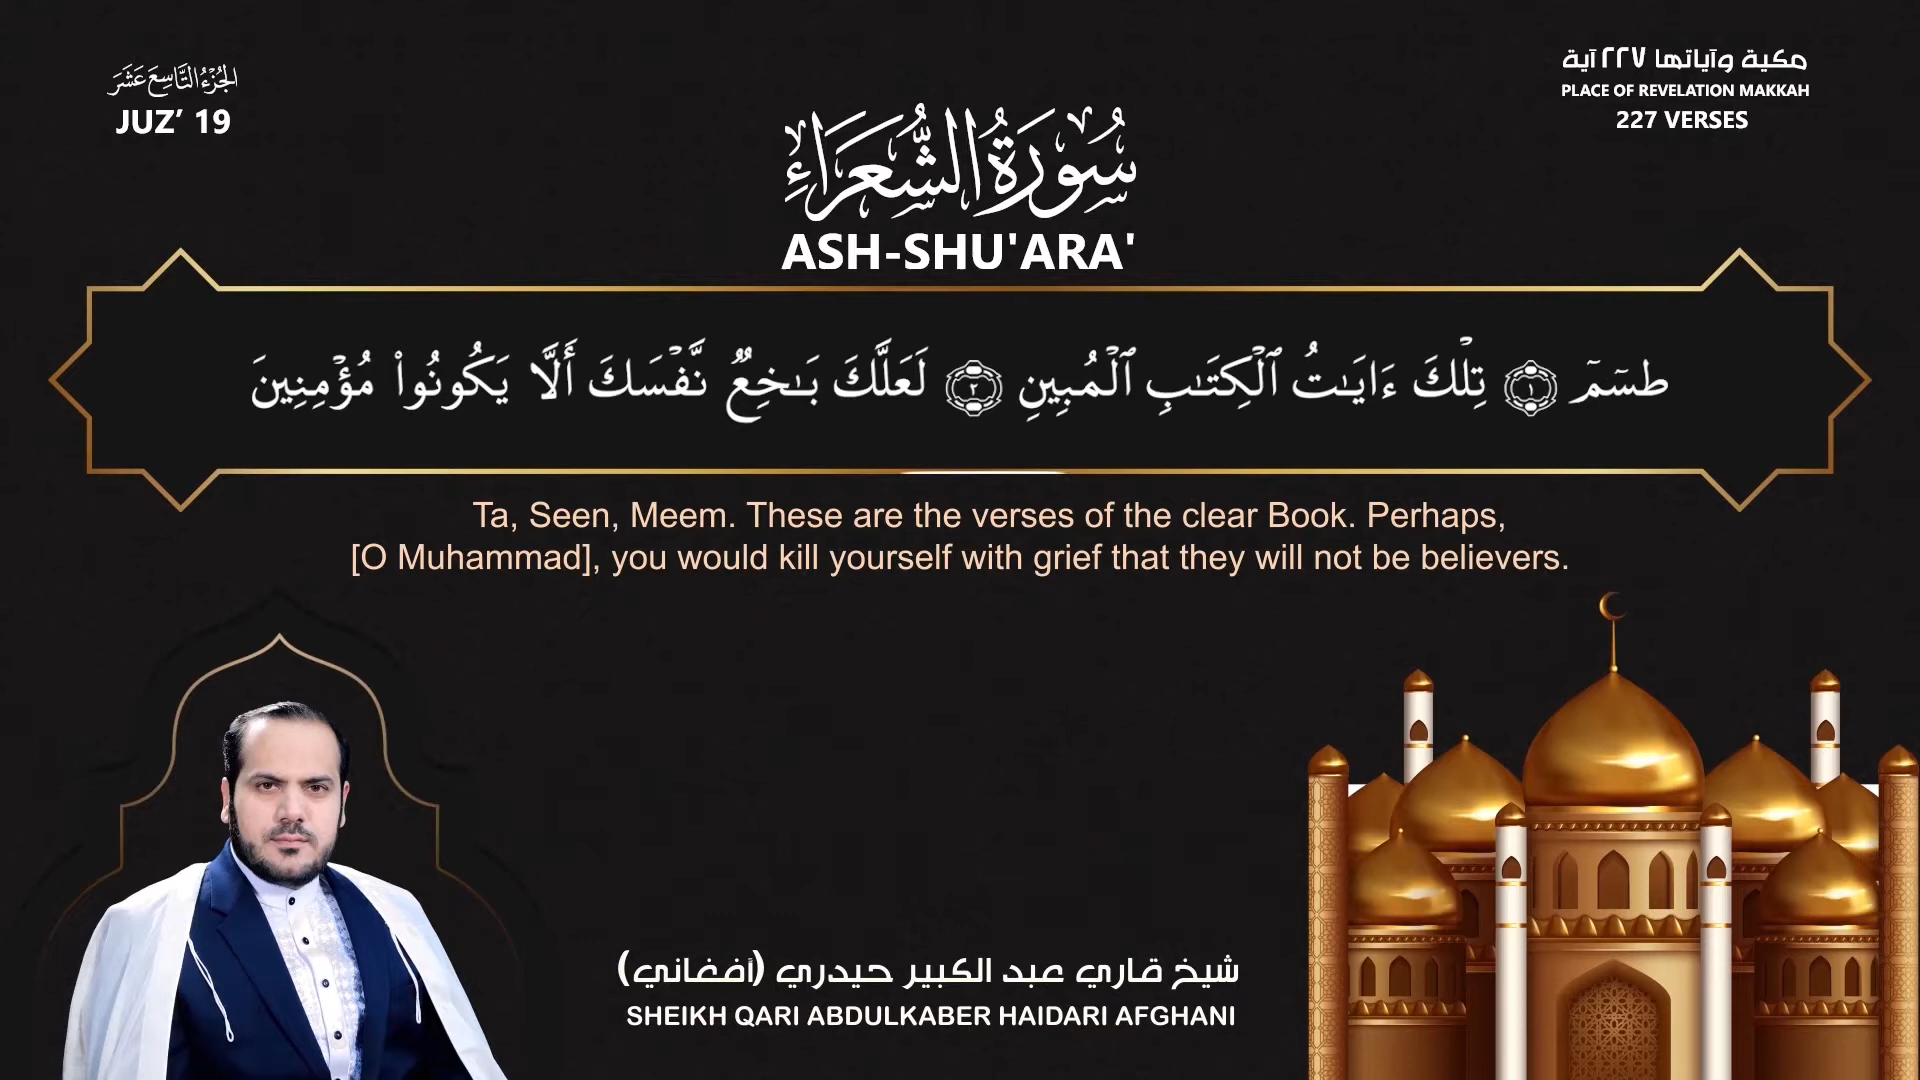 الجُزْءُ التَّاسِعَ عَشَرَ
JUZ’ 19
مكية وآياتها ٢٢٧ آية
PLACE OF REVELATION MAKKAH
227 VERSES
سُورَةُ الشُّعَرَاءِ
ASH-SHU'ARA'
طسٓمٓ ١ تِلْكَ ءَايَـٰتُ ٱلْكِتَـٰبِ ٱلْمُبِينِ ٢ لَعَلَّكَ بَـٰخِعٌۭ نَّفْسَكَ أَلَّا يَكُونُوا۟ مُؤْمِنِينَ
Ta, Seen, Meem. These are the verses of the clear Book. Perhaps,
[O Muhammad], you would kill yourself with grief that they will not be believers.
شيخ قاري عبد الكبير حيدري (أفغاني)
SHEIKH QARI ABDULKABER HAIDARI AFGHANI